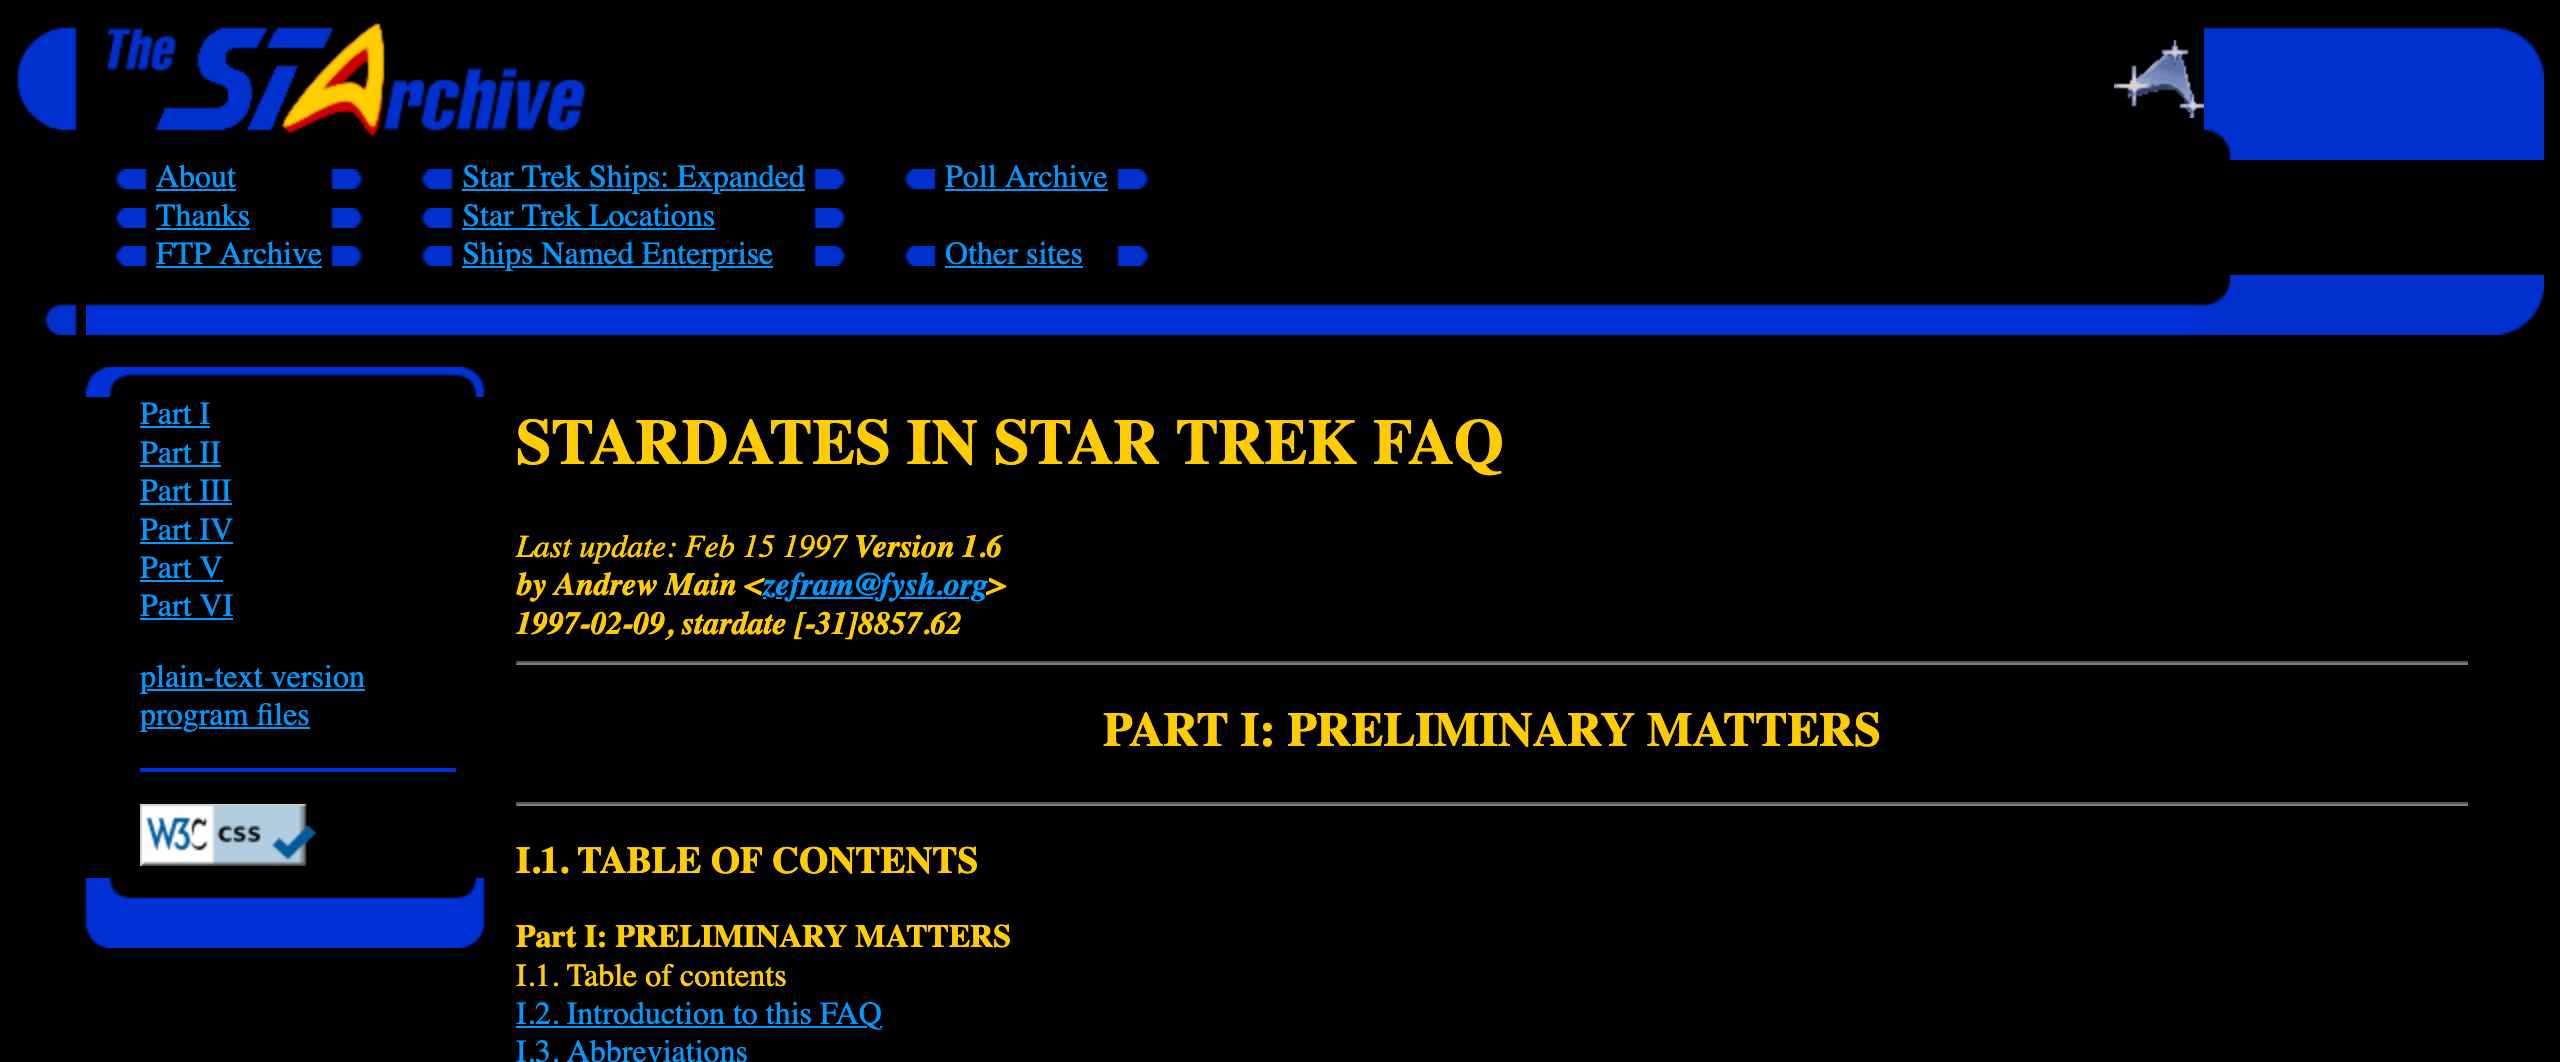 The STArchive
About
Thanks
FTP Archive
Star Trek Ships: Expanded
Star Trek Locations
Ships Named Enterprise
Poll Archive
Other sites
Part I
Part II
Part III
Part IV
Part V
Part VI
plain-text version
program files
W3C css
STARDATES IN STAR TREK FAQ
Last update: Feb 15 1997 Version 1.6
by Andrew Main <zefram@fysh.org>
1997-02-09, stardate [-31]8857.62
PART I: PRELIMINARY MATTERS
I.1. TABLE OF CONTENTS
Part I: PRELIMINARY MATTERS
I.1. Table of contents
I.2. Introduction to this FAQ
I.3. Abbreviations